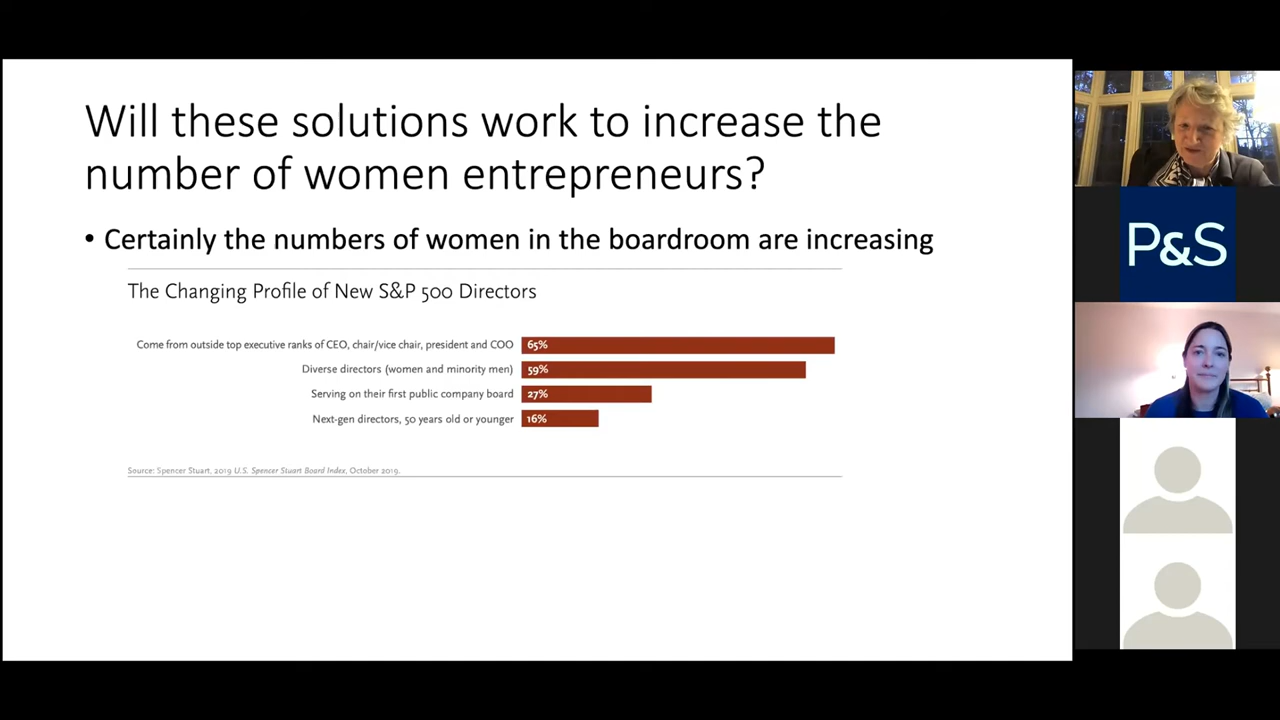 Will these solutions work to increase the
number of women entrepreneurs?
• Certainly the numbers of women in the boardroom are increasing
The Changing Profile of New S&P 500 Directors
Come from outside top executive ranks of CEO, chair/vice chair, president and COO 65%
Diverse directors (women and minority men) 59%
Serving on their first public company board 27%
Next-gen directors, 50 years old or younger 16%
Source: Spencer Stuart, 2019 U.S. Spencer Stuart Board Index, October 2019.
P&S